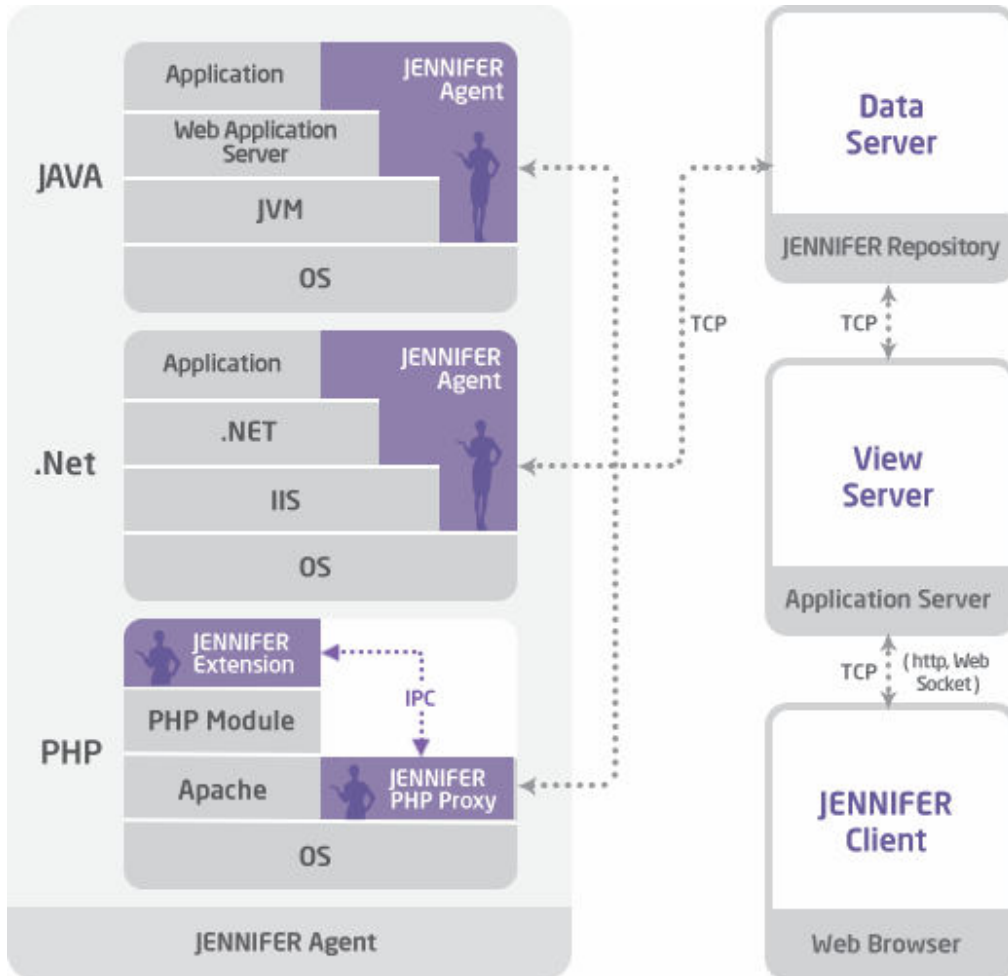 JAVA
Application
JENNIFER
Agent
Web Application
Server
JVM
OS
.Net
Application
JENNIFER
Agent
.NET
IIS
OS
PHP
JENNIFER
Extension
IPC
PHP Module
Apache
JENNIFER
PHP Proxy
OS
JENNIFER Agent
TCP
Data
Server
JENNIFER Repository
TCP
View
Server
Application Server
TCP
(http, Web
Socket)
JENNIFER
Client
Web Browser